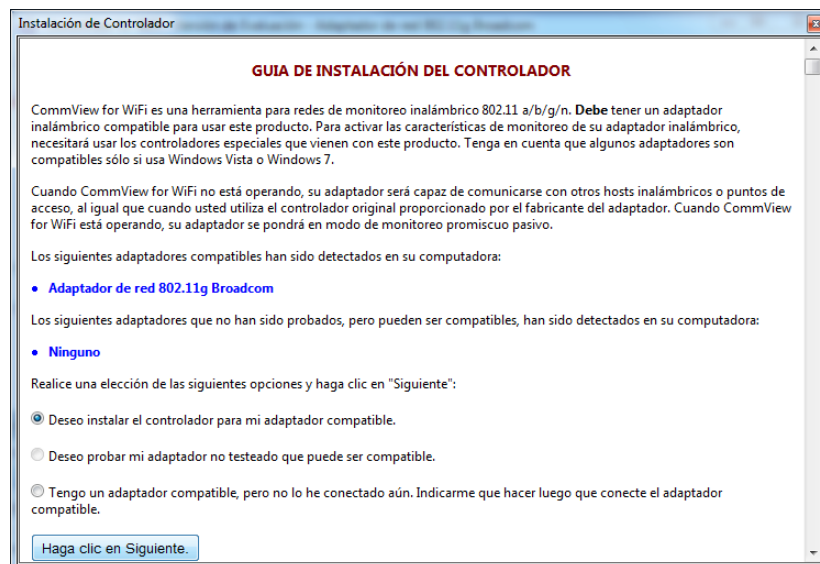 Instalación de Controlador
GUIA DE INSTALACIÓN DEL CONTROLADOR
CommView for WiFi es una herramienta para redes de monitoreo inalámbrico 802.11 a/b/g/n. Debe tener un adaptador
inalámbrico compatible para usar este producto. Para activar las características de monitoreo de su adaptador inalámbrico,
necesitará usar los controladores especiales que vienen con este producto. Tenga en cuenta que algunos adaptadores son
compatibles sólo si usa Windows Vista o Windows 7.
Cuando CommView for WiFi no está operando, su adaptador será capaz de comunicarse con otros hosts inalámbricos o puntos de
acceso, al igual que cuando usted utiliza el controlador original proporcionado por el fabricante del adaptador. Cuando CommView
for WiFi está operando, su adaptador se pondrá en modo de monitoreo promiscuo pasivo.
Los siguientes adaptadores compatibles han sido detectados en su computadora:
• Adaptador de red 802.11g Broadcom
Los siguientes adaptadores que no han sido probados, pero pueden ser compatibles, han sido detectados en su computadora:
• Ninguno
Realice una elección de las siguientes opciones y haga clic en "Siguiente":
Deseo instalar el controlador para mi adaptador compatible.
Deseo probar mi adaptador no testeado que puede ser compatible.
Tengo un adaptador compatible, pero no lo he conectado aún. Indicarme que hacer luego que conecte el adaptador
compatible.
Haga clic en Siguiente.